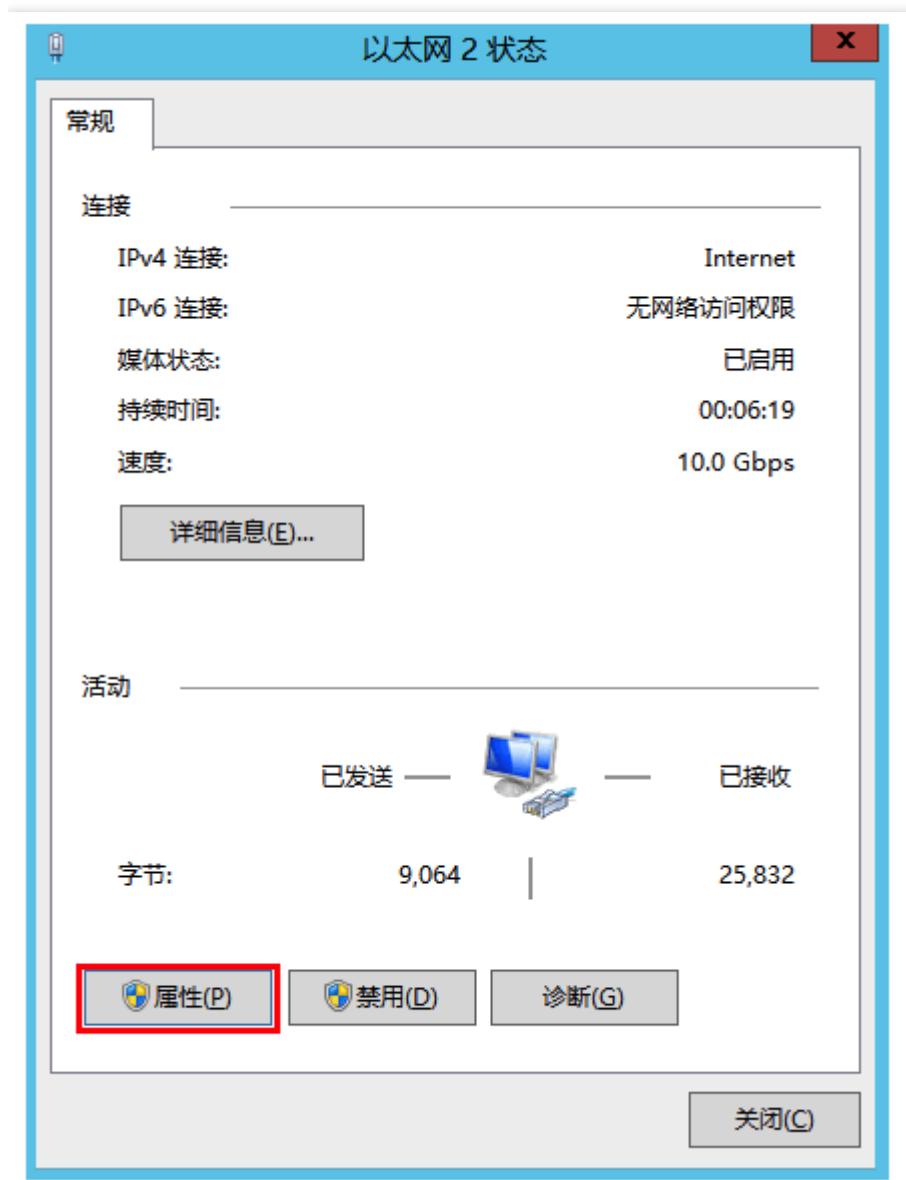 以太网 2 状态
常规
连接
IPv4 连接: Internet
IPv6 连接: 无网络访问权限
媒体状态: 已启用
持续时间: 00:06:19
速度: 10.0 Gbps
详细信息(E)...
活动
已发送 已接收
字节: 9,064 25,832
属性(P) 禁用(D) 诊断(G)
关闭(C)